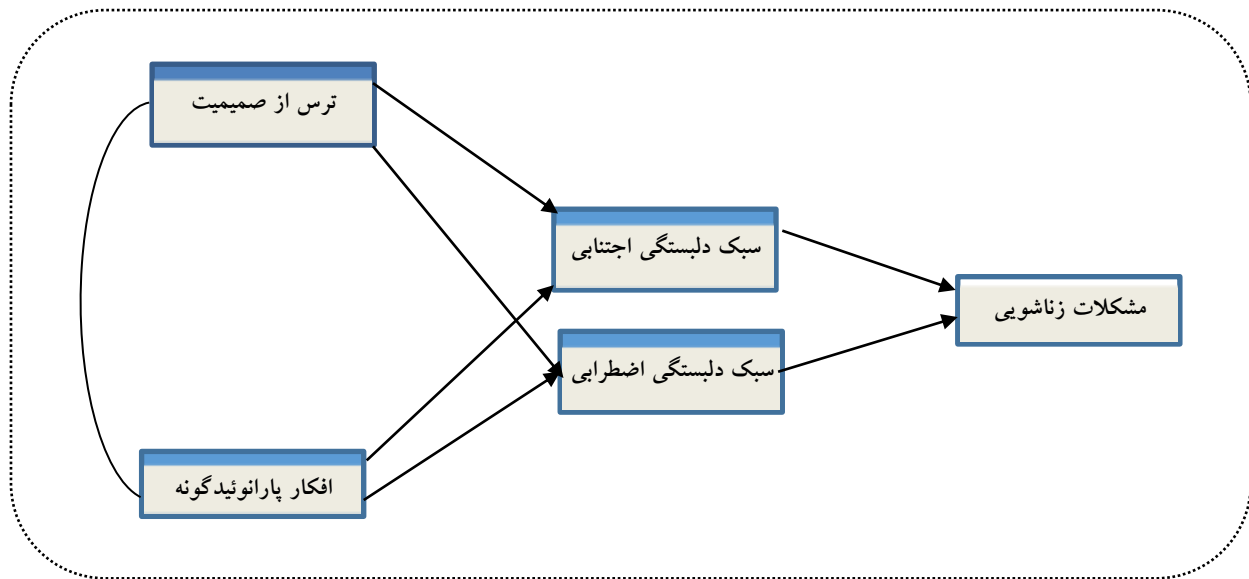 ترس از صمیمیت
سبک دلبستگی اجتنابی
مشکلات زناشویی
سبک دلبستگی اضطرابی
افکار پارانوئیدگونه